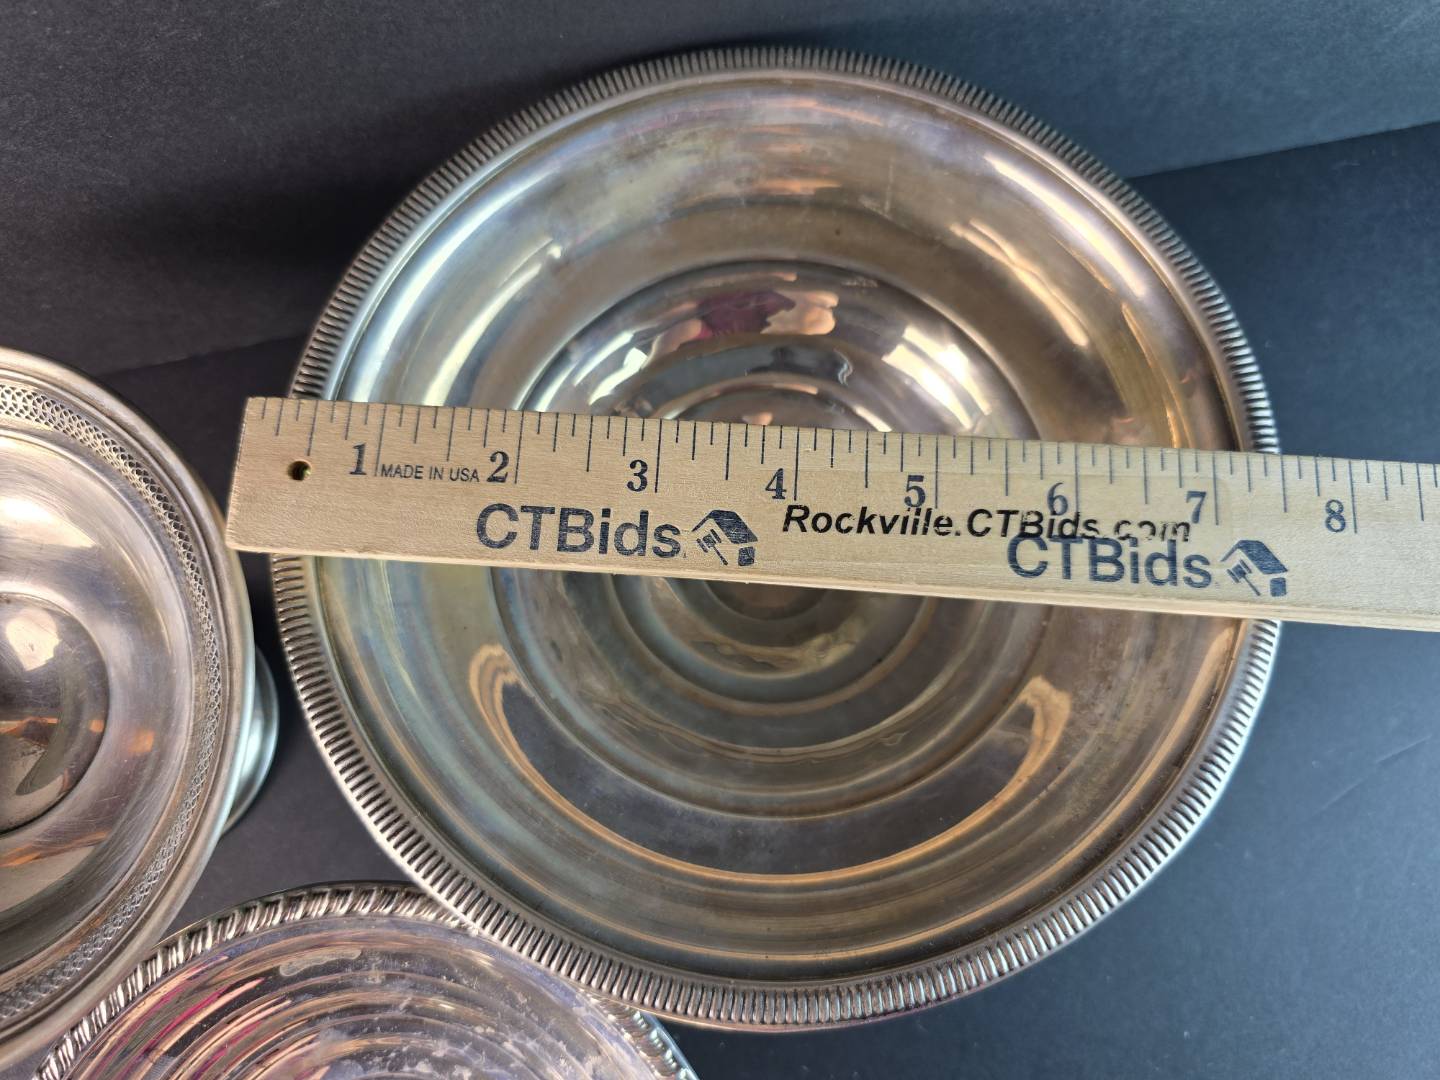 1 MADE IN USA 2 3 4 5 6 7 8
CTBids Rockville.CTBids.com
CTBids